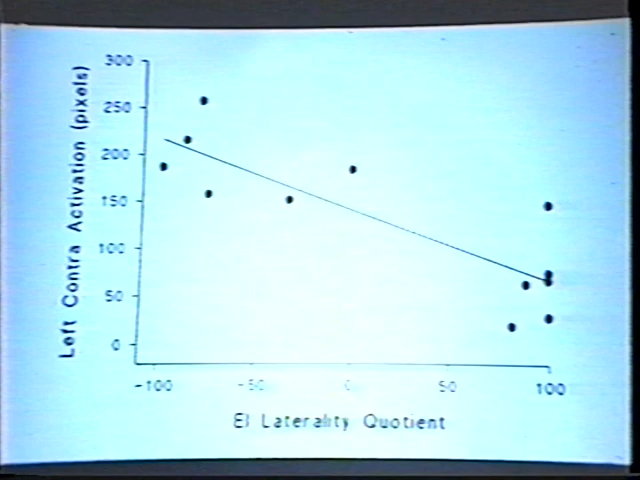 Left Contra Activation (pixels)
300
250
200
150
100
50
0
-100 -50 0 50 100
EI Laterality Quotient